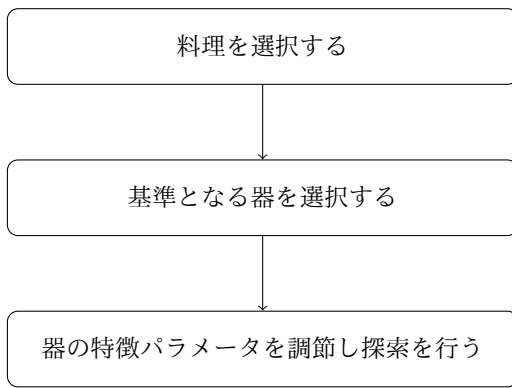 料理を選択する
基準となる器を選択する
器の特徴パラメータを調節し探索を行う